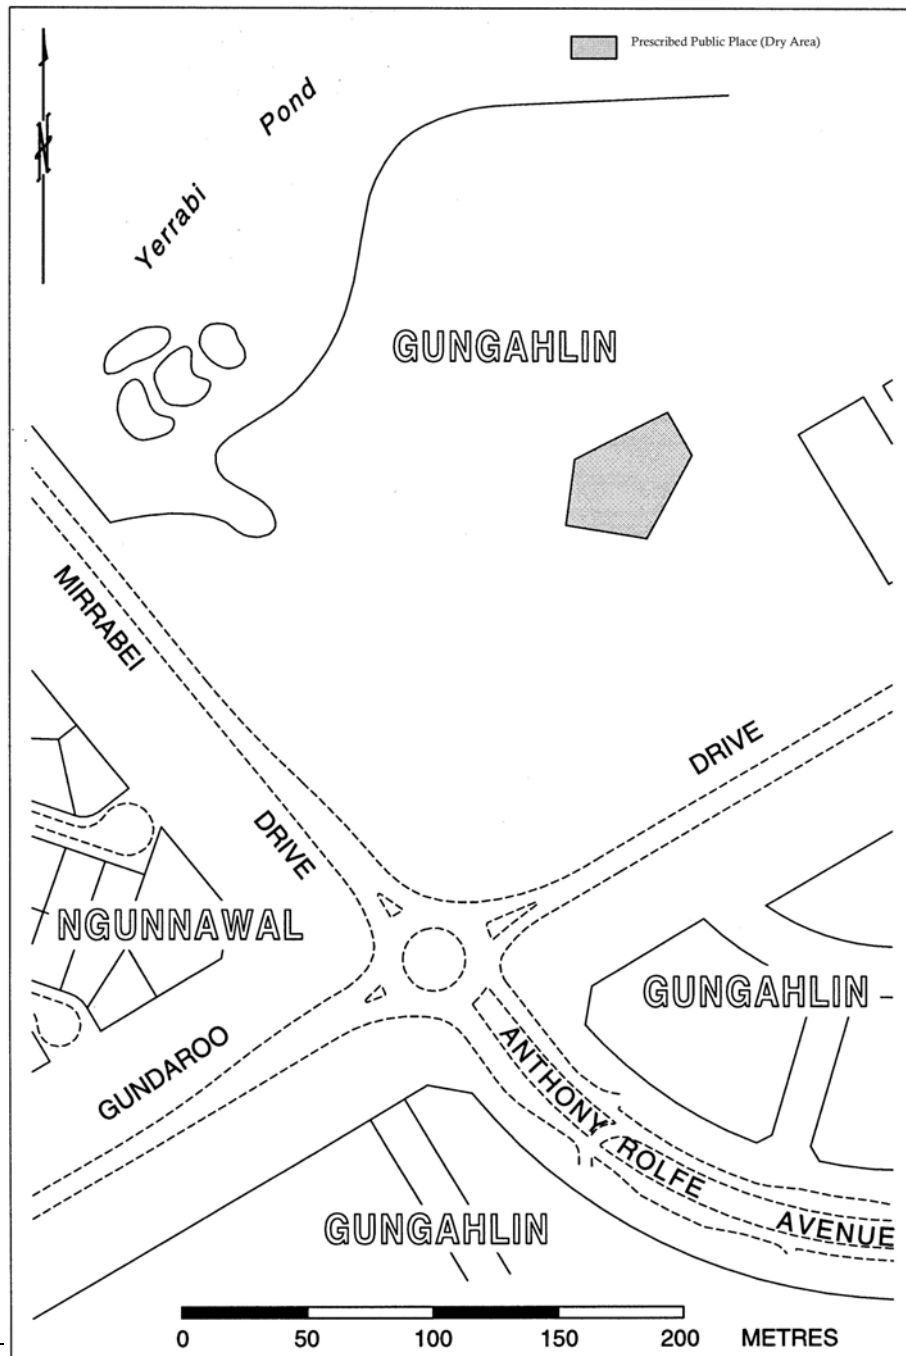 Prescribed Public Place (Dry Area)
N
Yerrabi Pond
GUNGAHLIN
MIRRABEI
DRIVE
DRIVE
NGUNNAWAL
GUNGAHLIN
GUNDAROO
ANTHONY ROLFE AVENUE
GUNGAHLIN
0 50 100 150 200 METRES